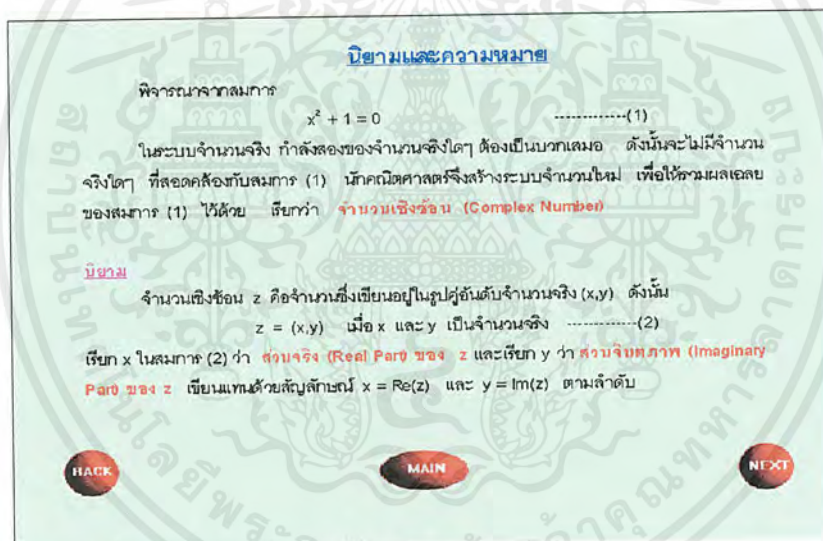 นิยามและความหมาย
พิจารณาจากสมการ
x² + 1 = 0 -------------(1)
ในระบบจำนวนจริง กำลังสองของจำนวนจริงใดๆ ต้องเป็นบวกเสมอ ดังนั้นจะไม่มีจำนวน
จริงใดๆ ที่สอดคล้องกับสมการ (1) นักคณิตศาสตร์จึงสร้างระบบจำนวนใหม่ เพื่อให้รวมผลเฉลย
ของสมการ (1) ไว้ด้วย เรียกว่า จำนวนเชิงซ้อน (Complex Number)
นิยาม
จำนวนเชิงซ้อน z คือจำนวนซึ่งเขียนอยู่ในรูปคู่อันดับจำนวนจริง (x,y) ดังนั้น
z = (x,y) เมื่อ x และ y เป็นจำนวนจริง -------------(2)
เรียก x ในสมการ (2) ว่า ส่วนจริง (Real Part) ของ z และเรียก y ว่า ส่วนจินตภาพ (Imaginary
Part) ของ z เขียนแทนด้วยสัญลักษณ์ x = Re(z) และ y = Im(z) ตามลำดับ
BACK MAIN NEXT